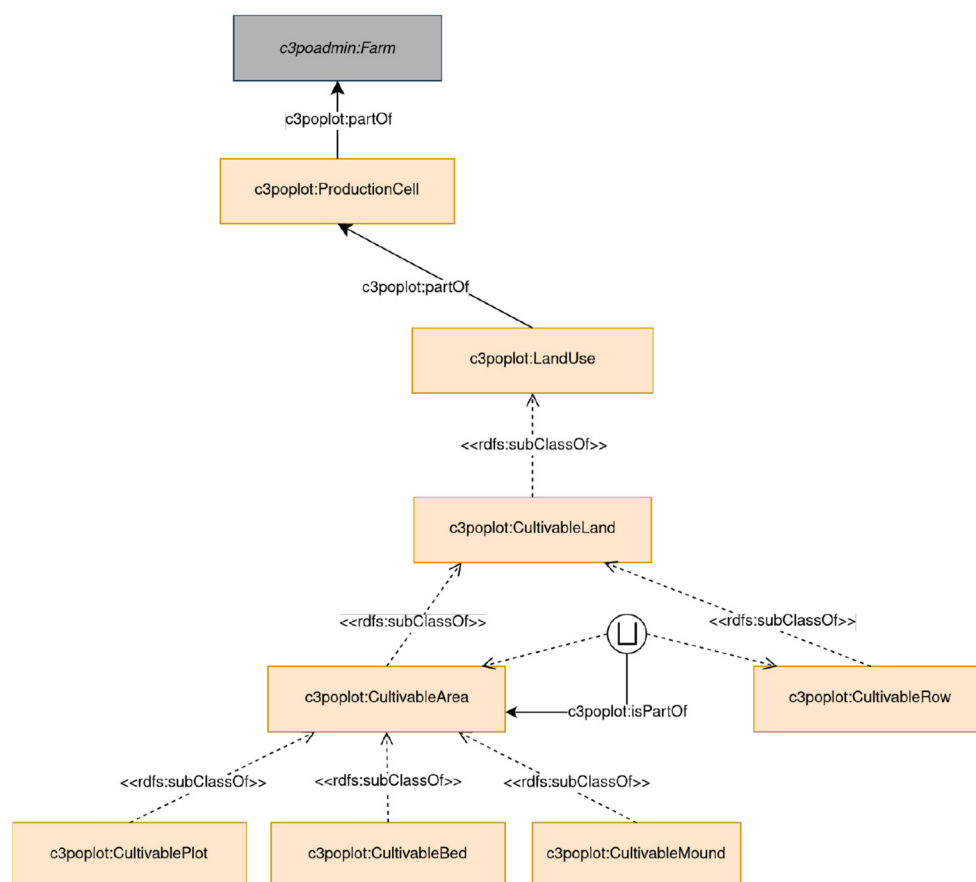 c3poadmin:Farm
c3poplot:partOf
c3poplot:ProductionCell
c3poplot:partOf
c3poplot:LandUse
<<rdfs:subClassOf>>
c3poplot:CultivableLand
<<rdfs:subClassOf>>
<<rdfs:subClassOf>>
c3poplot:CultivableArea
c3poplot:isPartOf
c3poplot:CultivableRow
<<rdfs:subClassOf>>
<<rdfs:subClassOf>>
<<rdfs:subClassOf>>
c3poplot:CultivablePlot
c3poplot:CultivableBed
c3poplot:CultivableMound